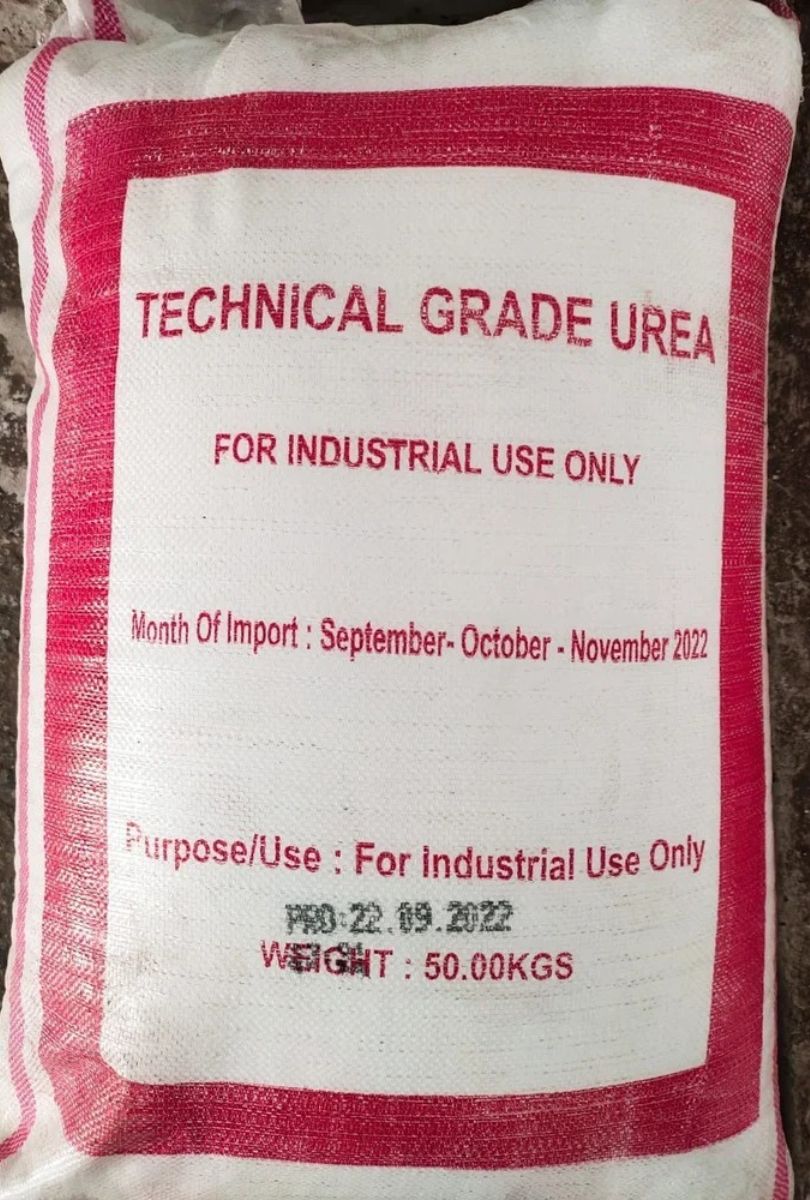 TECHNICAL GRADE UREA
FOR INDUSTRIAL USE ONLY
Month Of Import : September- October - November 2022
Purpose/Use : For Industrial Use Only
PRO:22.09.2022
WEIGHT : 50.00KGS